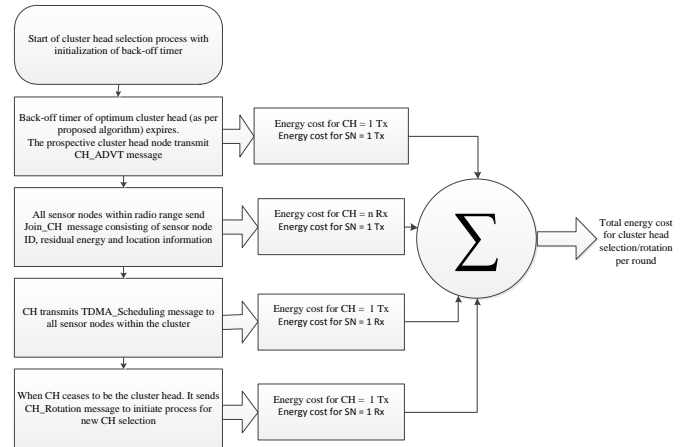 Start of cluster head selection process with
initialization of back-off timer
Back-off timer of optimum cluster head (as per
proposed algorithm) expires.
The prospective cluster head node transmit
CH_ADVT message
Energy cost for CH = 1 Tx
Energy cost for SN = 1 Tx
All sensor nodes within radio range send
Join_CH message consisting of sensor node
ID, residual energy and location information
Energy cost for CH = n Rx
Energy cost for SN = 1 Tx
CH transmits TDMA_Scheduling message to
all sensor nodes within the cluster
Energy cost for CH = 1 Tx
Energy cost for SN = 1 Rx
When CH ceases to be the cluster head. It sends
CH_Rotation message to initiate process for
new CH selection
Energy cost for CH = 1 Tx
Energy cost for SN = 1 Rx
Σ
Total energy cost
for cluster head
selection/rotation
per round